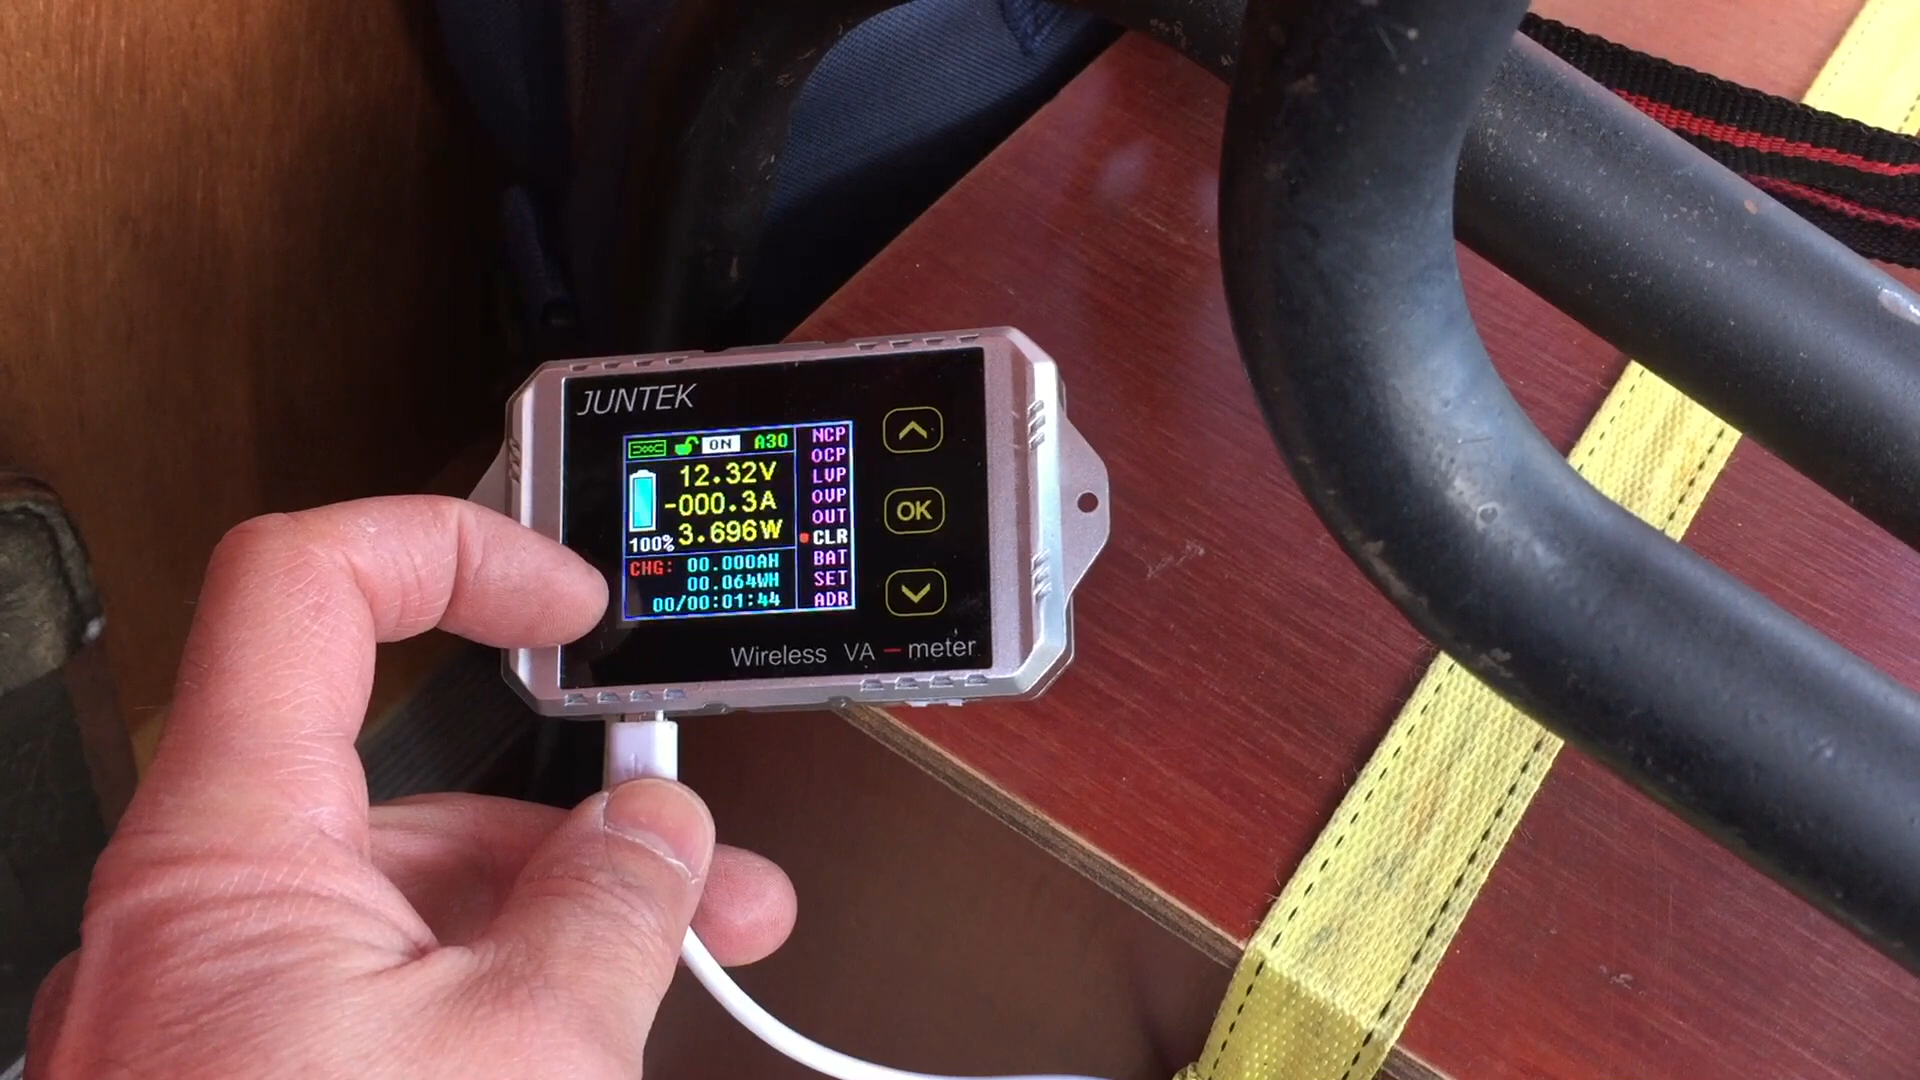 JUNTEK
ON A30
12.32V
-000.3A
3.696W
100%
CHG: 00.000AH
00.064WH
00/00:01:44
NCP
OCP
LVP
OVP
OUT
CLR
BAT
SET
ADR
OK
Wireless VA-meter